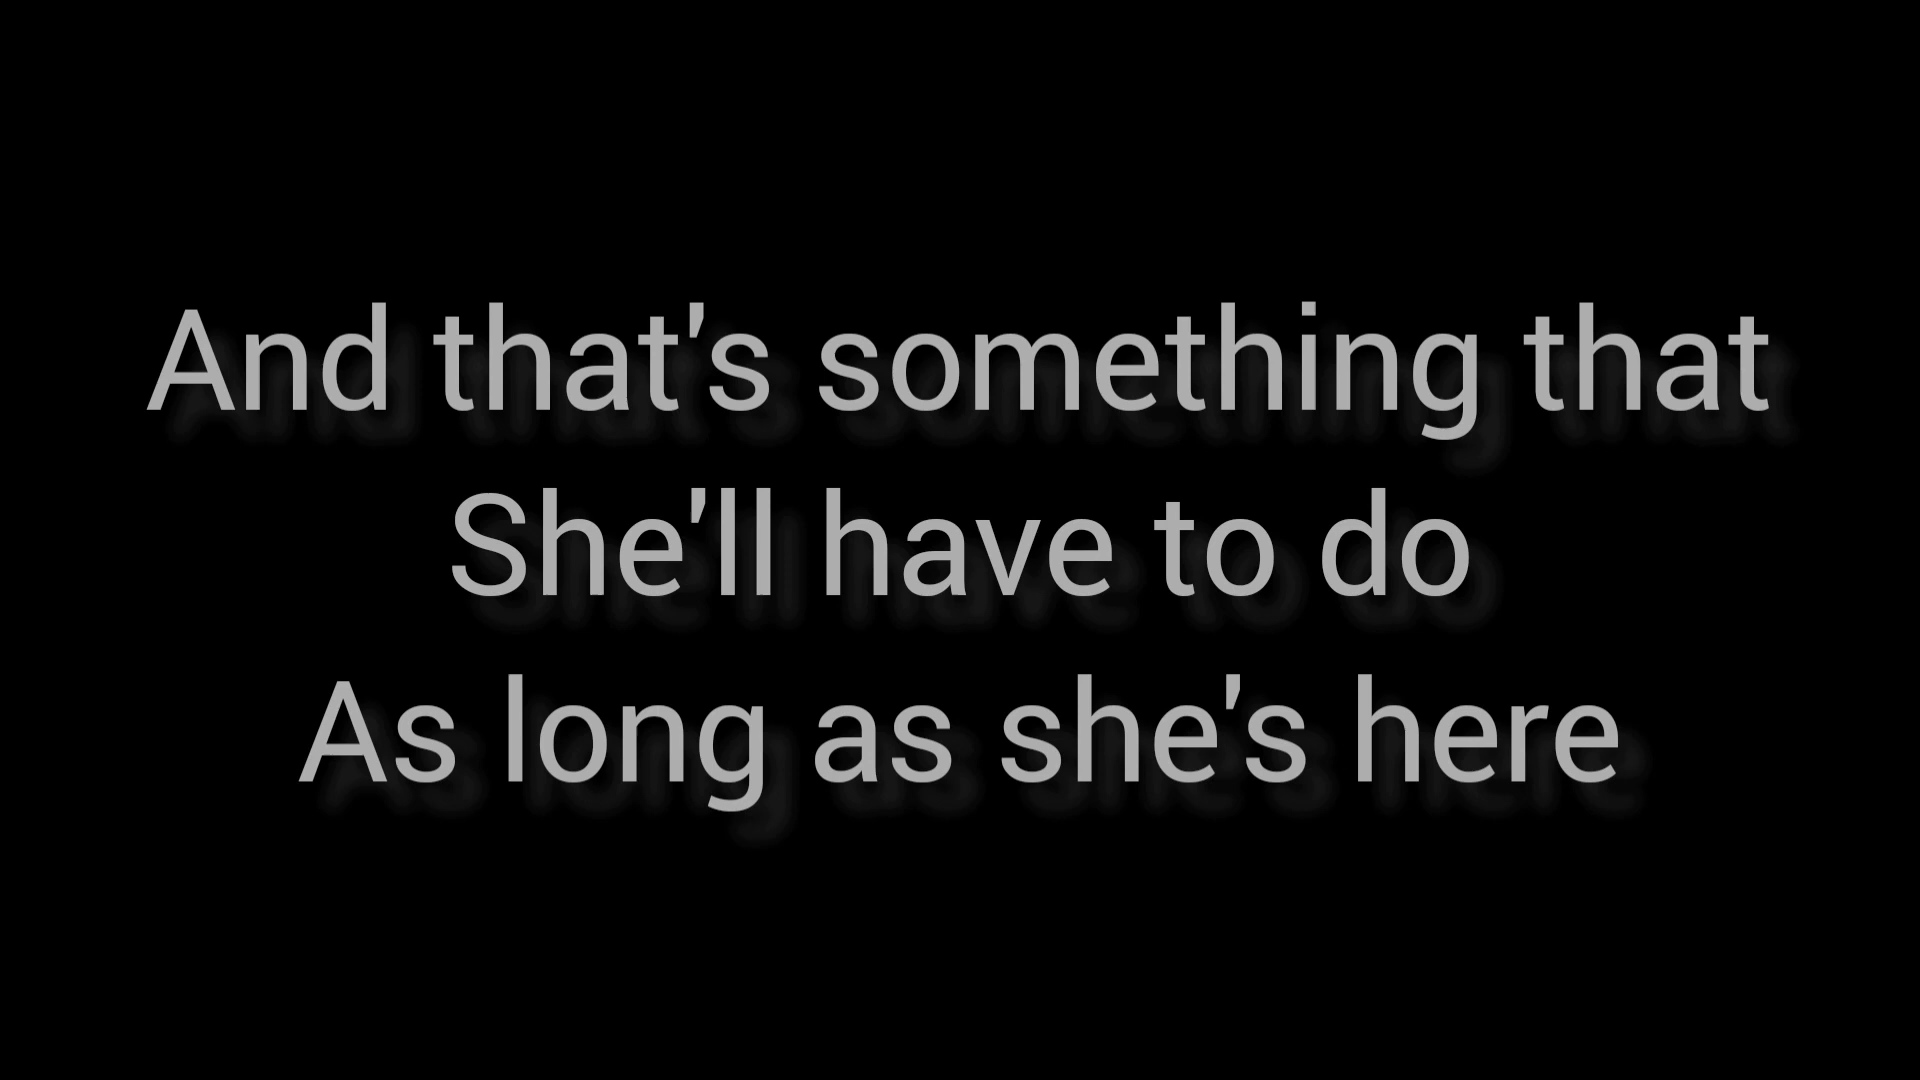 And that's something that
She'll have to do
As long as she's here